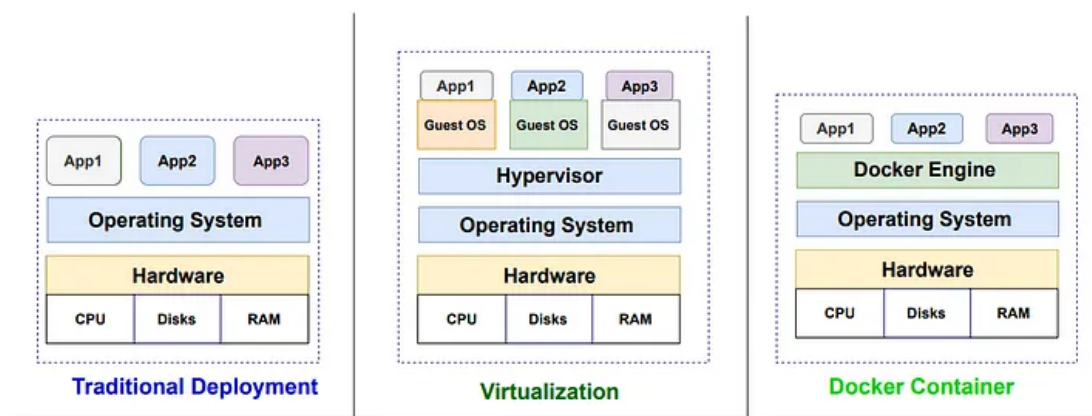 App1 App2 App3
Operating System
Hardware
CPU Disks RAM
Traditional Deployment
App1 App2 App3
Guest OS Guest OS Guest OS
Hypervisor
Operating System
Hardware
CPU Disks RAM
Virtualization
App1 App2 App3
Docker Engine
Operating System
Hardware
CPU Disks RAM
Docker Container